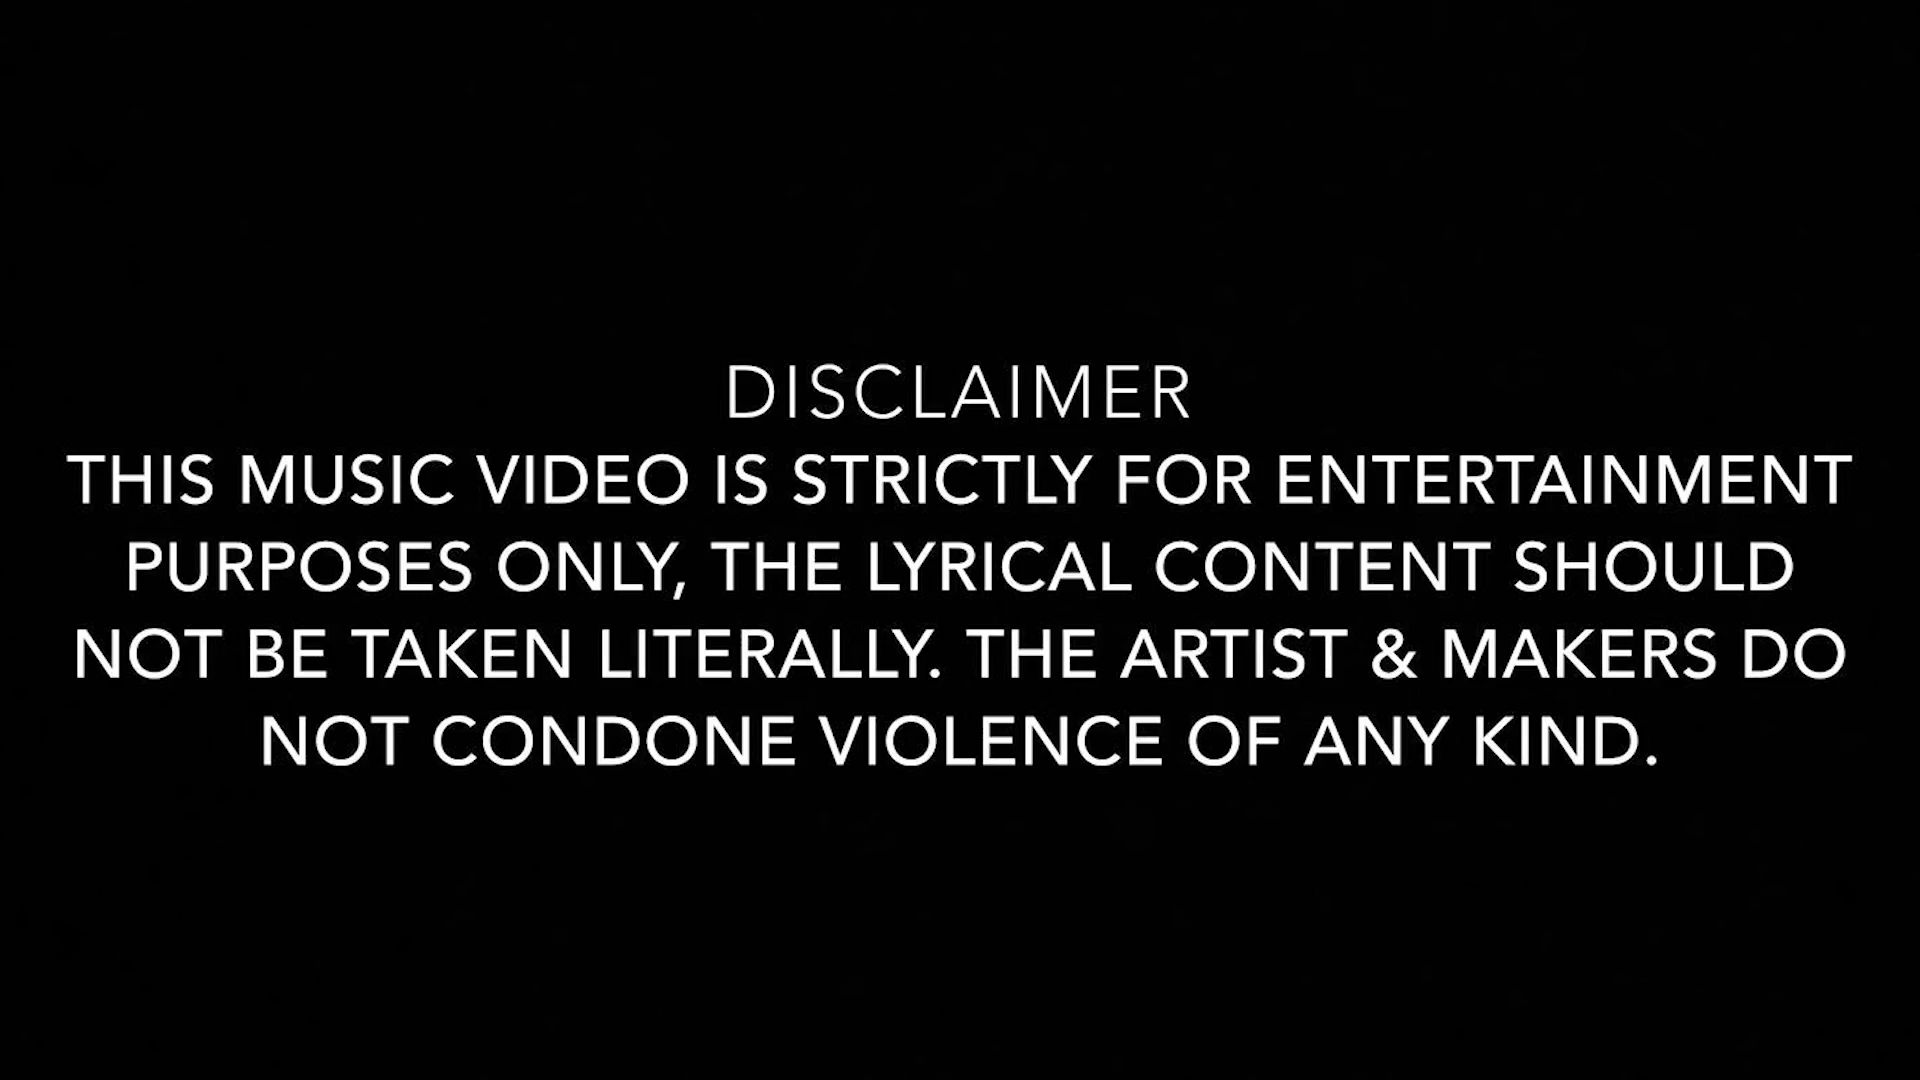 DISCLAIMER
THIS MUSIC VIDEO IS STRICTLY FOR ENTERTAINMENT
PURPOSES ONLY, THE LYRICAL CONTENT SHOULD
NOT BE TAKEN LITERALLY. THE ARTIST & MAKERS DO
NOT CONDONE VIOLENCE OF ANY KIND.